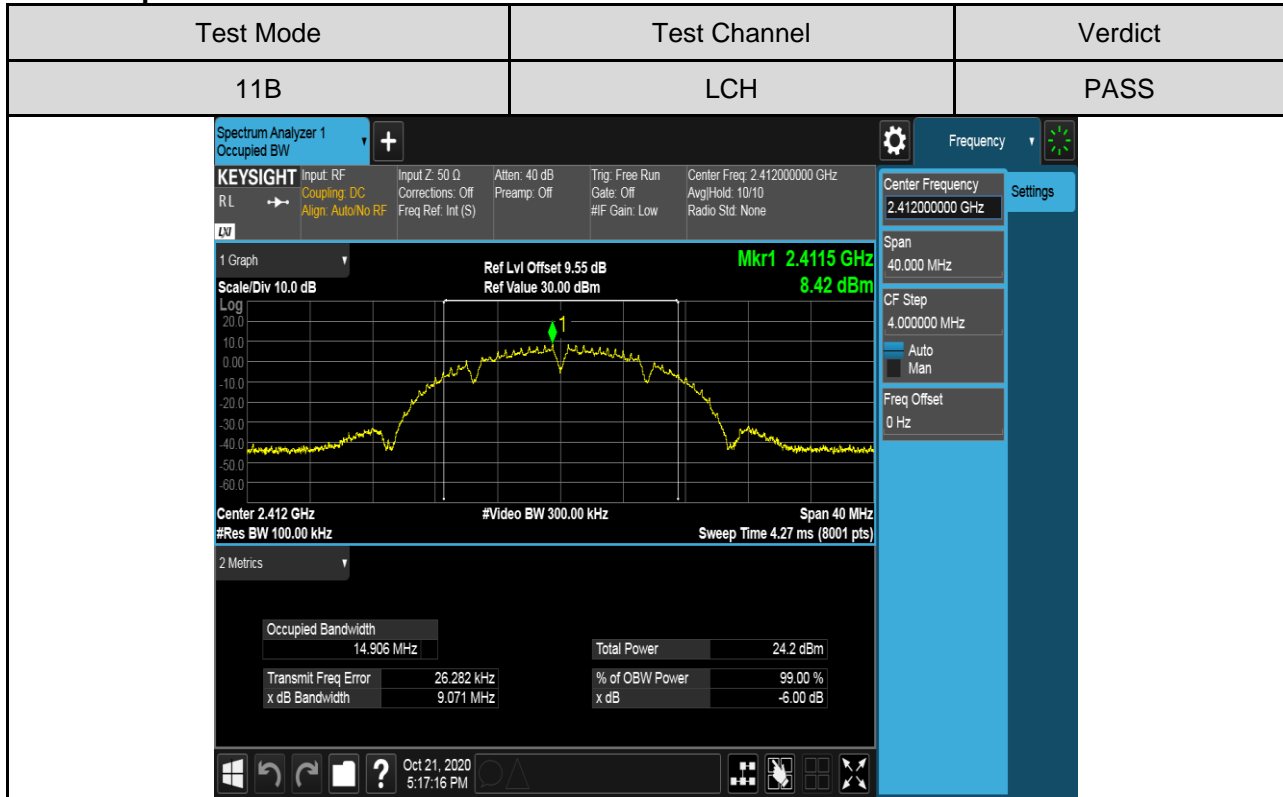 Test Mode Test Channel Verdict
11B LCH PASS
Spectrum Analyzer 1
Occupied BW
+
Frequency
KEYSIGHT
RL
LXI
Input: RF
Coupling: DC
Align: Auto/No RF
Input Z: 50 Ω
Corrections: Off
Freq Ref: Int (S)
Atten: 40 dB
Preamp: Off
Trig: Free Run
Gate: Off
#IF Gain: Low
Center Freq: 2.412000000 GHz
Avg|Hold: 10/10
Radio Std: None
Center Frequency
2.412000000 GHz
Settings
Span
40.000 MHz
CF Step
4.000000 MHz
Auto
Man
Freq Offset
0 Hz
1 Graph
Scale/Div 10.0 dB
Ref Lvl Offset 9.55 dB
Ref Value 30.00 dBm
Mkr1 2.4115 GHz
8.42 dBm
Log
20.0
10.0
0.00
-10.0
-20.0
-30.0
-40.0
-50.0
-60.0
1
Center 2.412 GHz #Video BW 300.00 kHz Span 40 MHz
#Res BW 100.00 kHz Sweep Time 4.27 ms (8001 pts)
2 Metrics
Occupied Bandwidth
14.906 MHz
Total Power 24.2 dBm
Transmit Freq Error 26.282 kHz % of OBW Power 99.00 %
x dB Bandwidth 9.071 MHz x dB -6.00 dB
?
Oct 21, 2020
5:17:16 PM